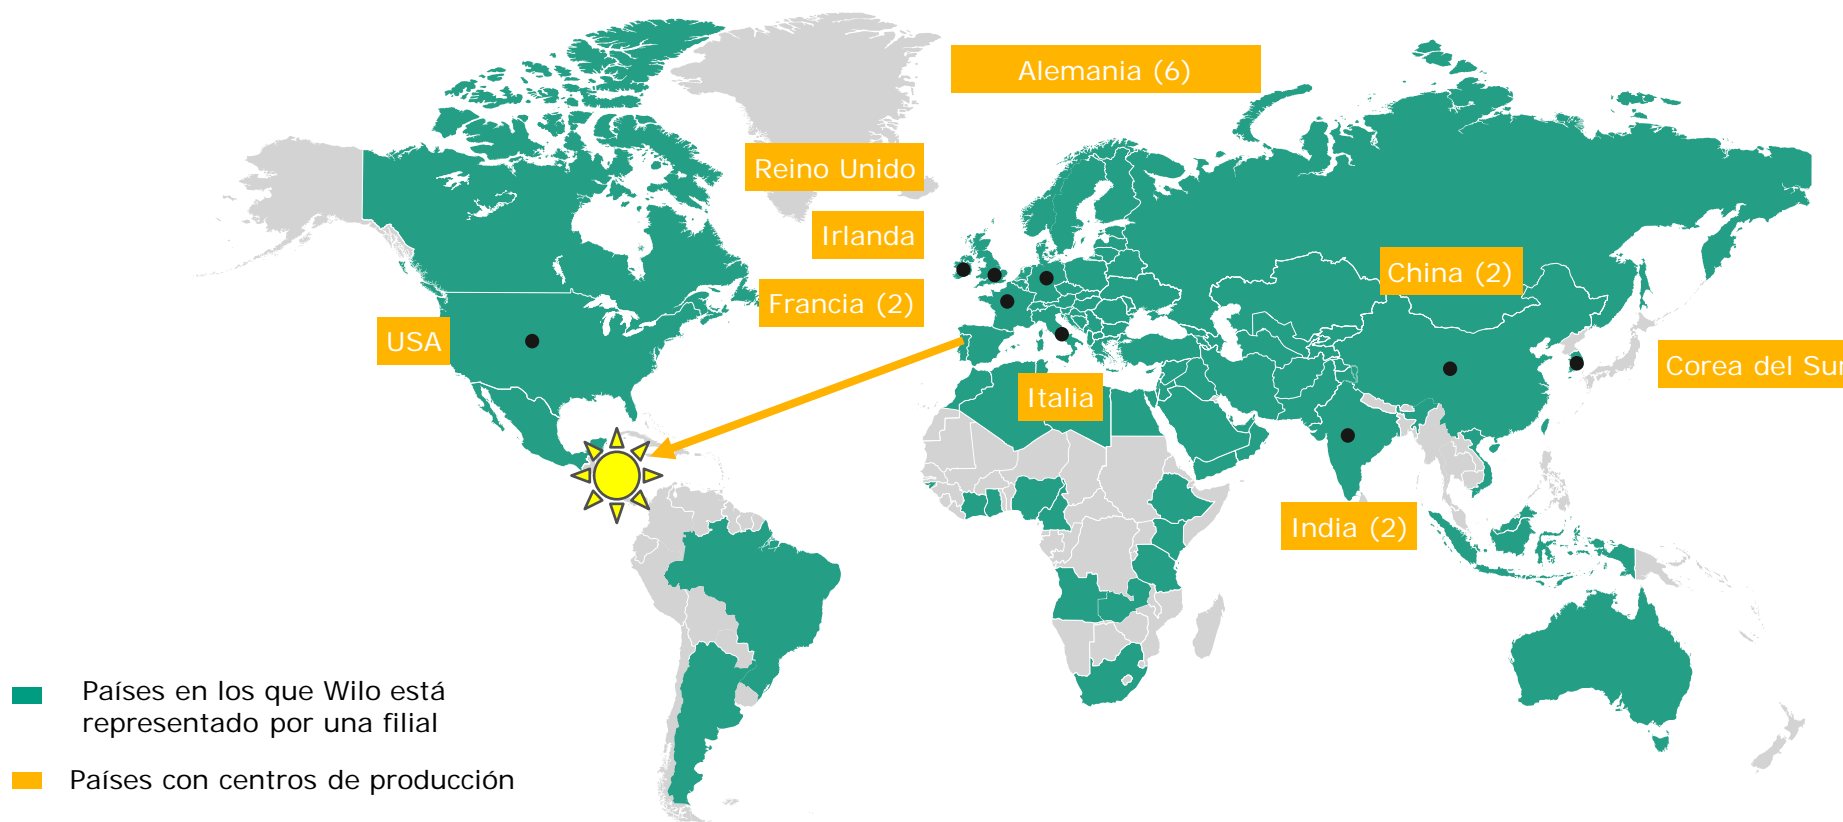 Alemania (6)
Reino Unido
Irlanda
China (2)
Francia (2)
USA
Corea del Sur
Italia
India (2)
Países en los que Wilo está
representado por una filial
Países con centros de producción